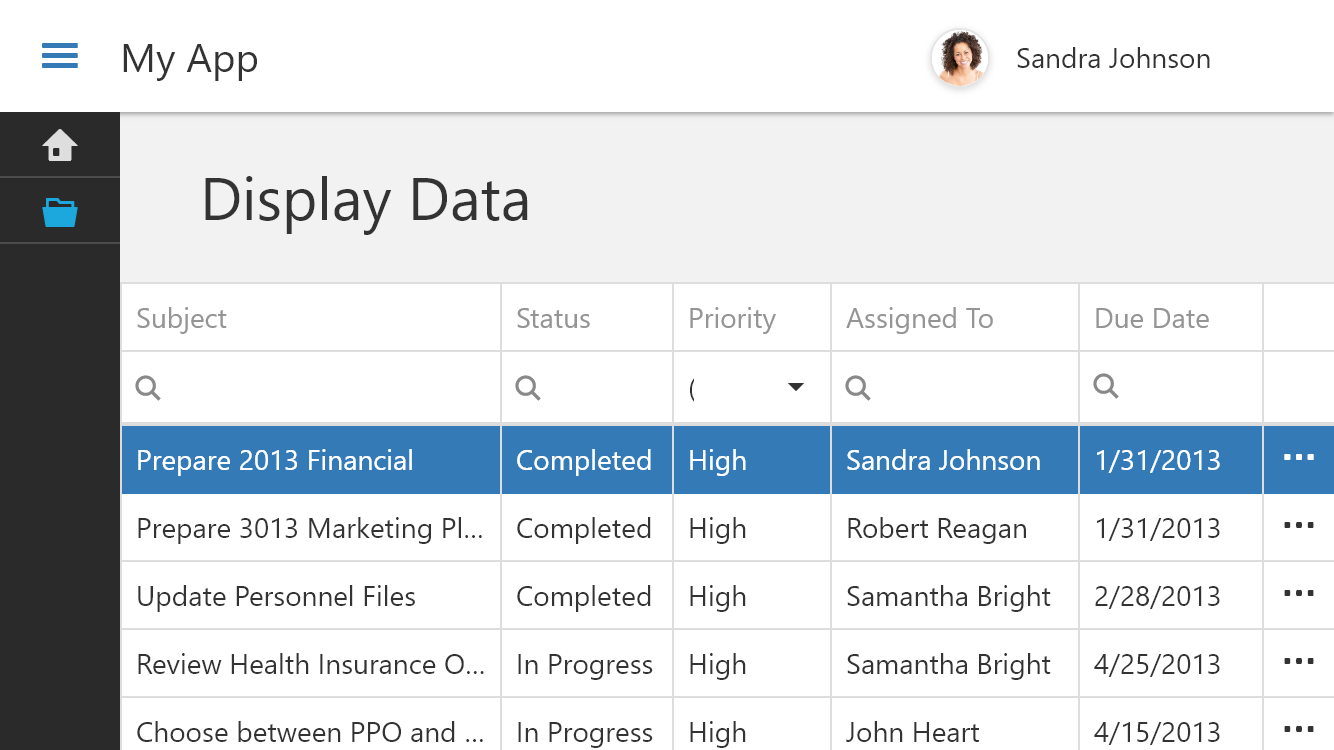 My App
Sandra Johnson
Display Data
Subject Status Priority Assigned To Due Date
(
Prepare 2013 Financial Completed High Sandra Johnson 1/31/2013 ...
Prepare 3013 Marketing Pl... Completed High Robert Reagan 1/31/2013 ...
Update Personnel Files Completed High Samantha Bright 2/28/2013 ...
Review Health Insurance O... In Progress High Samantha Bright 4/25/2013 ...
Choose between PPO and ... In Progress High John Heart 4/15/2013 ...